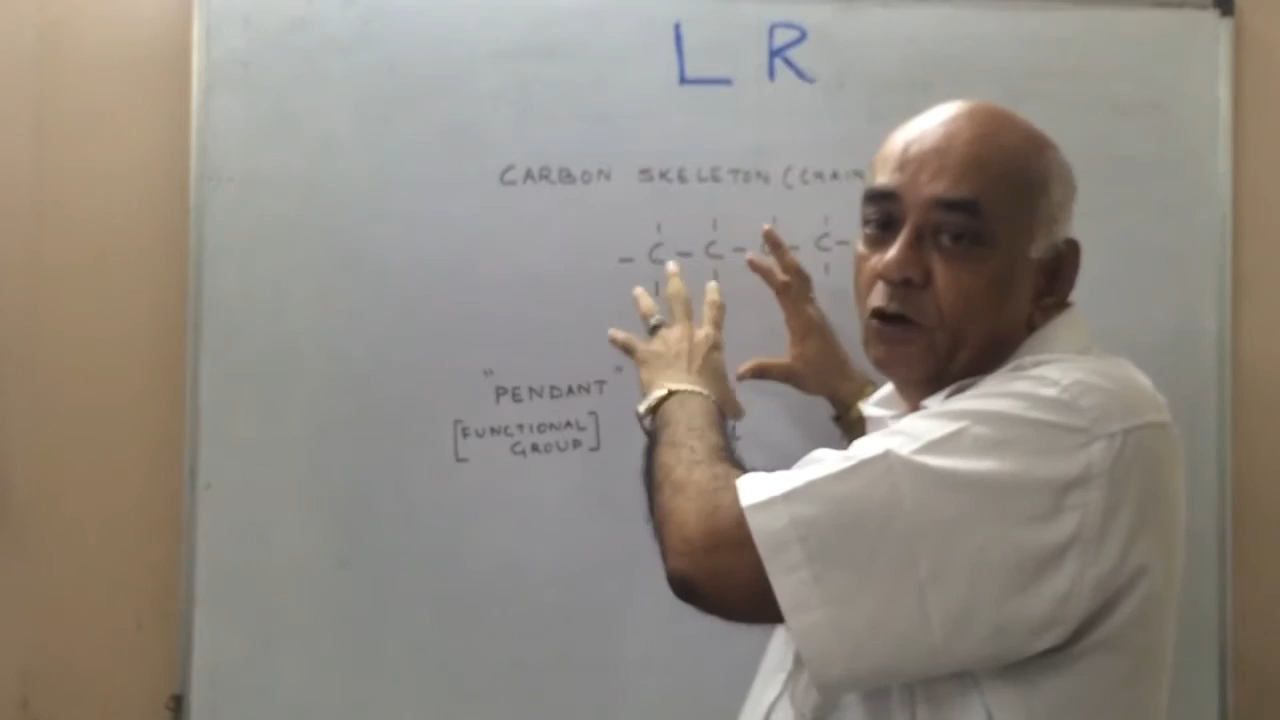 L R
CARBON SKELETON (CHAIN
- C - C - C - C -
"PENDANT"
[FUNCTIONAL
GROUP]